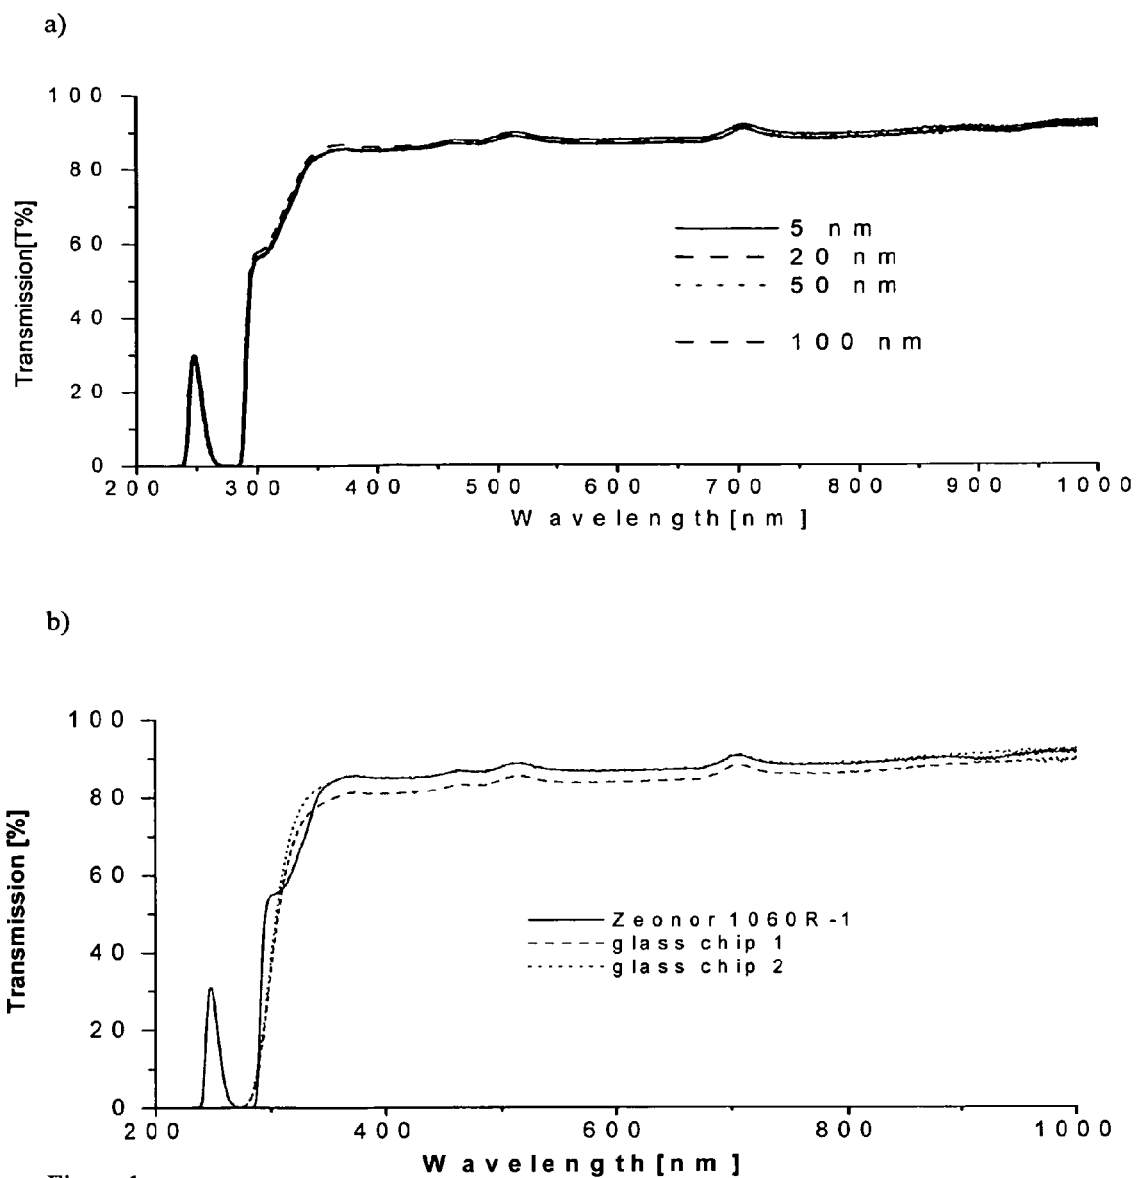 a)
100
80
60
40
20
0
Transmission[T%]
5 nm
20 nm
50 nm
100 nm
200 300 400 500 600 700 800 900 1000
Wavelength[nm]
b)
100
80
60
40
20
0
Transmission [%]
Zeonor 1060R-1
glass chip 1
glass chip 2
200 400 600 800 1000
Wavelength[nm]